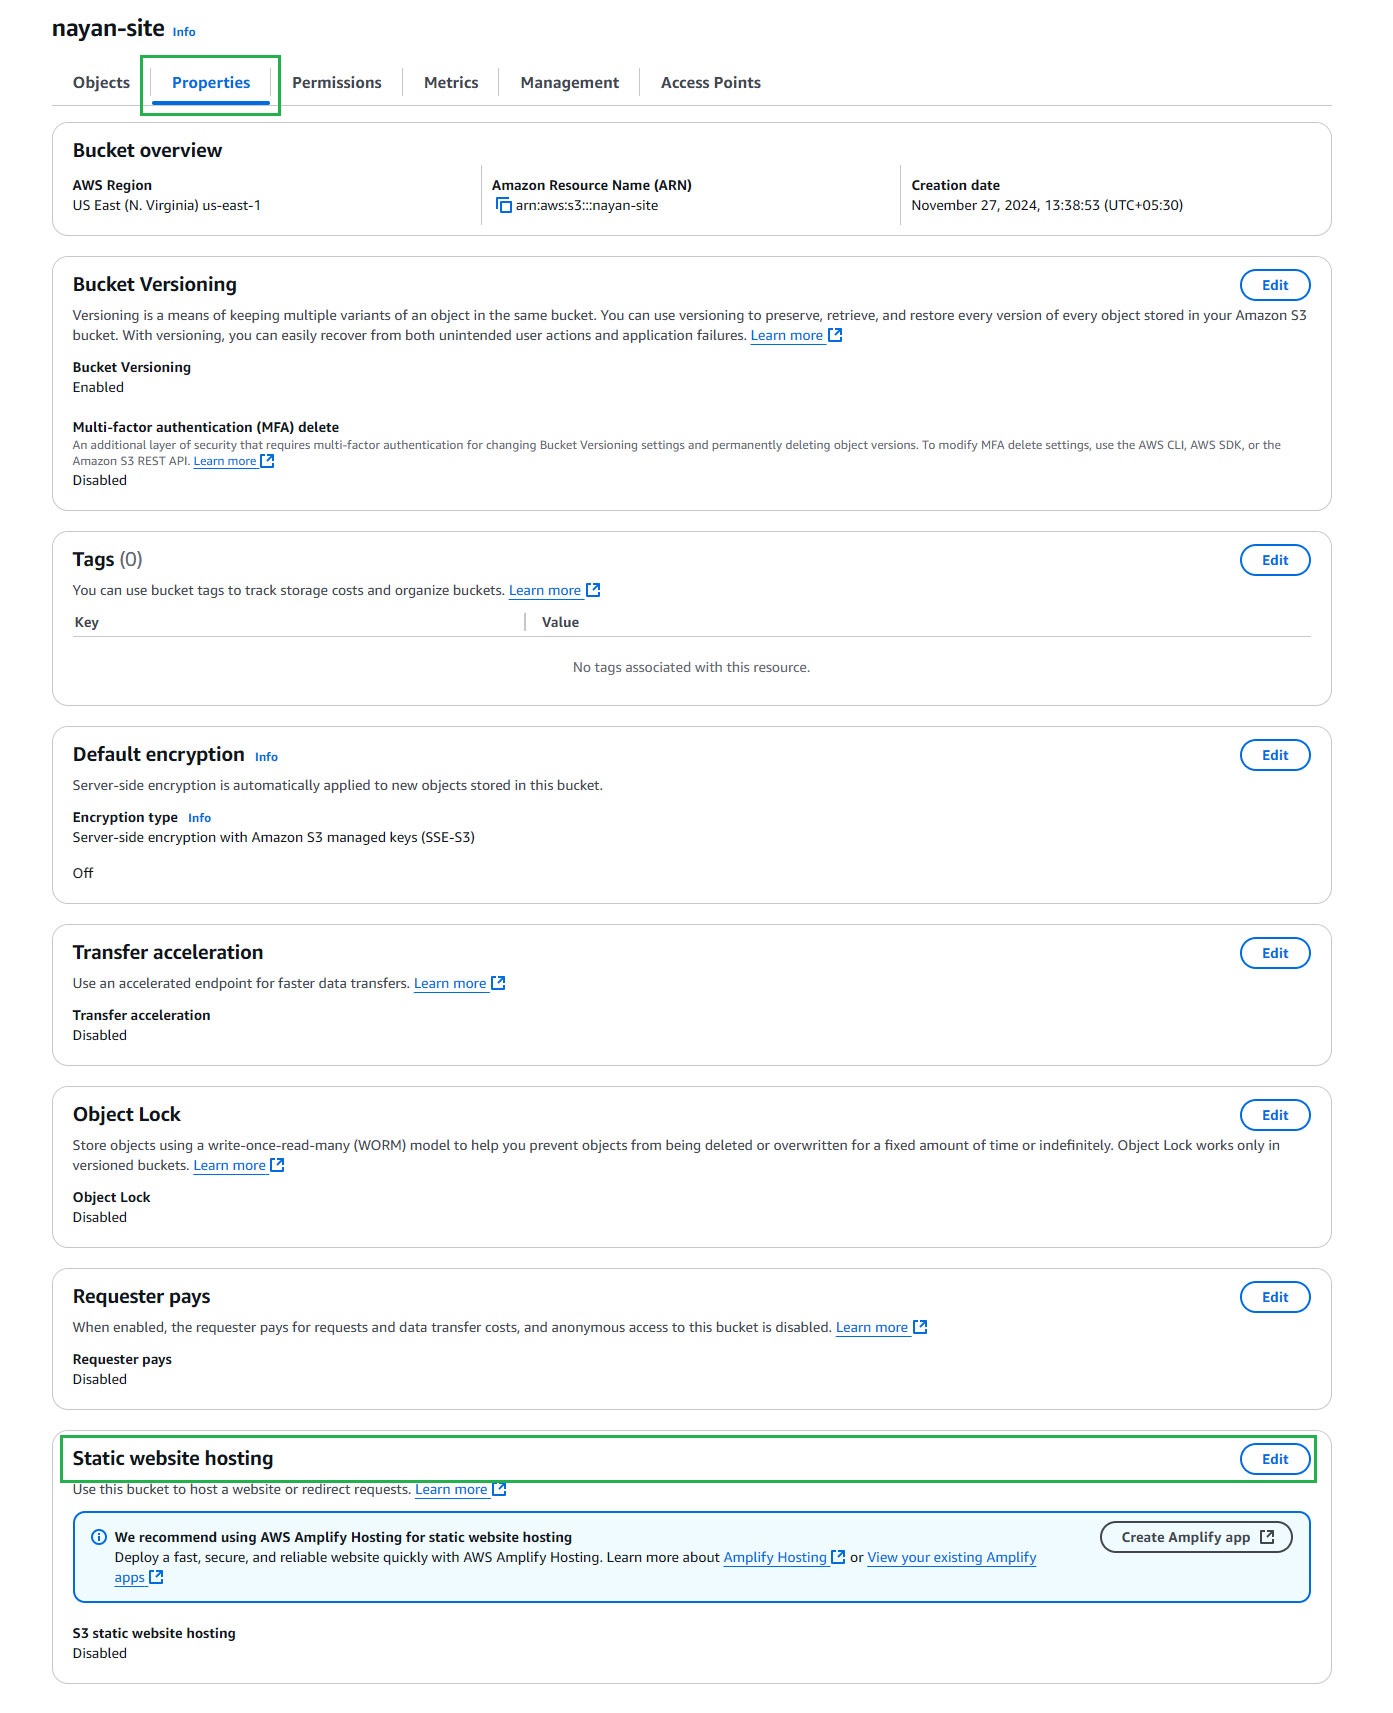 nayan-site Info
Objects Properties Permissions Metrics Management Access Points
Bucket overview
AWS Region
US East (N. Virginia) us-east-1
Amazon Resource Name (ARN)
arn:aws:s3:::nayan-site
Creation date
November 27, 2024, 13:38:53 (UTC+05:30)
Bucket Versioning
Edit
Versioning is a means of keeping multiple variants of an object in the same bucket. You can use versioning to preserve, retrieve, and restore every version of every object stored in your Amazon S3
bucket. With versioning, you can easily recover from both unintended user actions and application failures. Learn more
Bucket Versioning
Enabled
Multi-factor authentication (MFA) delete
An additional layer of security that requires multi-factor authentication for changing Bucket Versioning settings and permanently deleting object versions. To modify MFA delete settings, use the AWS CLI, AWS SDK, or the
Amazon S3 REST API. Learn more
Disabled
Tags (0)
Edit
You can use bucket tags to track storage costs and organize buckets. Learn more
Key Value
No tags associated with this resource.
Default encryption Info
Edit
Server-side encryption is automatically applied to new objects stored in this bucket.
Encryption type Info
Server-side encryption with Amazon S3 managed keys (SSE-S3)
Off
Transfer acceleration
Edit
Use an accelerated endpoint for faster data transfers. Learn more
Transfer acceleration
Disabled
Object Lock
Edit
Store objects using a write-once-read-many (WORM) model to help you prevent objects from being deleted or overwritten for a fixed amount of time or indefinitely. Object Lock works only in
versioned buckets. Learn more
Object Lock
Disabled
Requester pays
Edit
When enabled, the requester pays for requests and data transfer costs, and anonymous access to this bucket is disabled. Learn more
Requester pays
Disabled
Static website hosting
Edit
Use this bucket to host a website or redirect requests. Learn more
We recommend using AWS Amplify Hosting for static website hosting
Deploy a fast, secure, and reliable website quickly with AWS Amplify Hosting. Learn more about Amplify Hosting or View your existing Amplify
apps
Create Amplify app
S3 static website hosting
Disabled